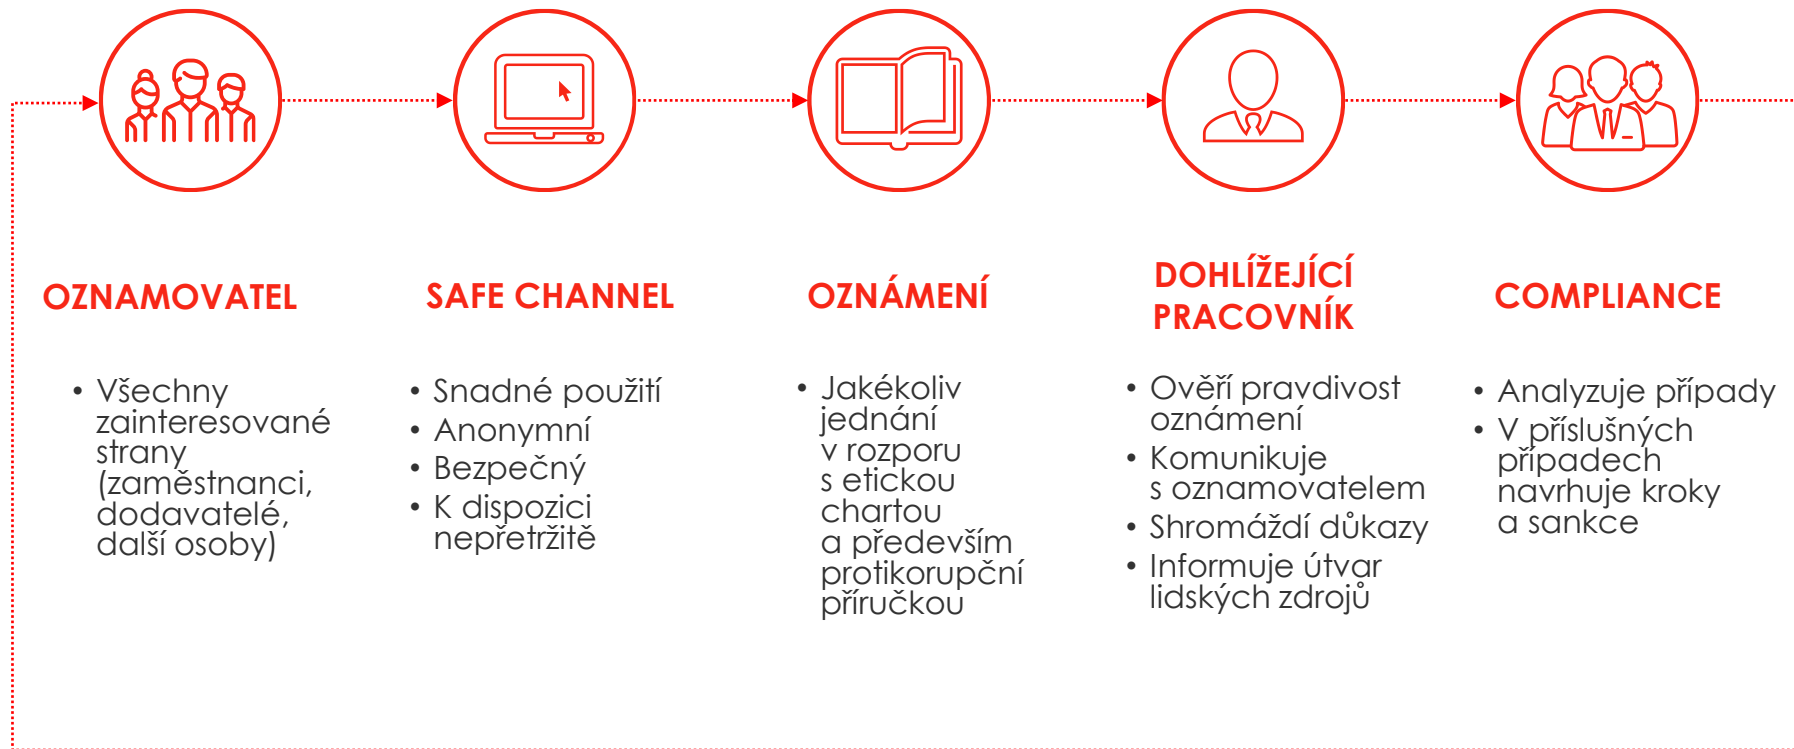 OZNAMOVATEL
• Všechny
zainteresované
strany
(zaměstnanci,
dodavatelé,
další osoby)
SAFE CHANNEL
• Snadné použití
• Anonymní
• Bezpečný
• K dispozici
nepřetržitě
OZNÁMENÍ
• Jakékoliv
jednání
v rozporu
s etickou
chartou
a především
protikorupční
příručkou
DOHLÍŽEJÍCÍ
PRACOVNÍK
• Ověří pravdivost
oznámení
• Komunikuje
s oznamovatelem
• Shromáždí důkazy
• Informuje útvar
lidských zdrojů
COMPLIANCE
• Analyzuje případy
• V příslušných
případech
navrhuje kroky
a sankce